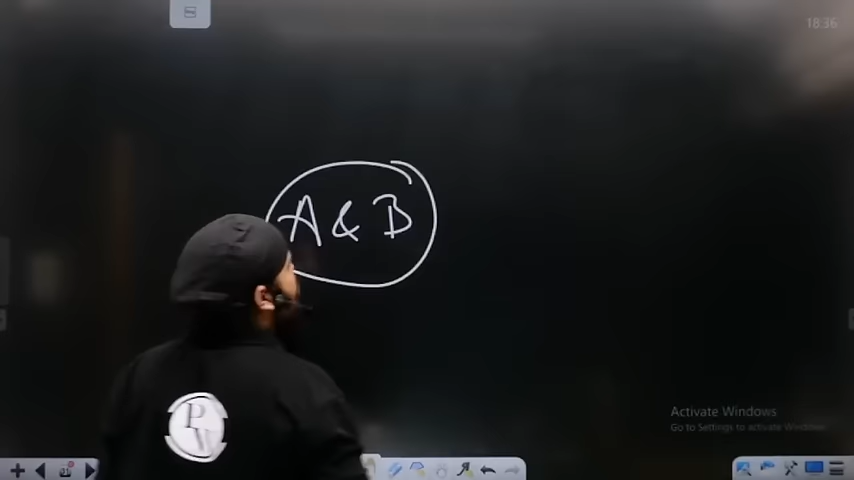 18:36
A & B
PW
Activate Windows
Go to Settings to activate Windows.